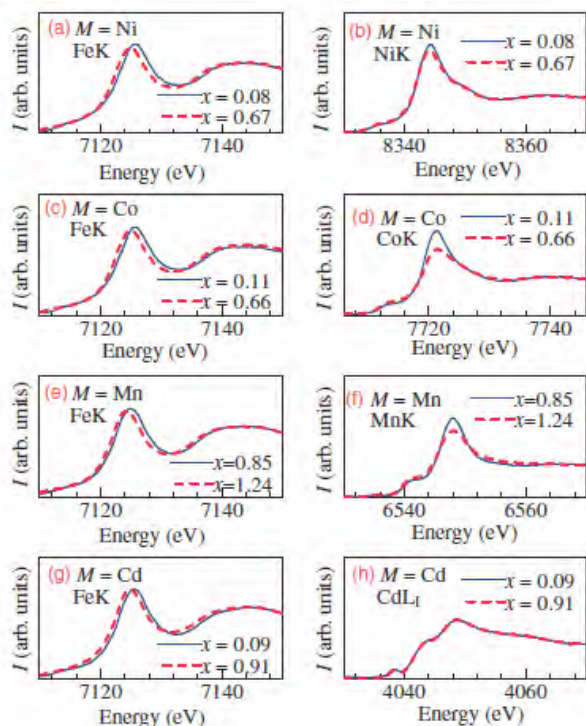 (a) M = Ni
FeK
x = 0.08
x = 0.67
I (arb. units)
7120 7140
Energy (eV)
(b) M = Ni
NiK
x = 0.08
x = 0.67
I (arb. units)
8340 8360
Energy (eV)
(c) M = Co
FeK
x = 0.11
x = 0.66
I (arb. units)
7120 7140
Energy (eV)
(d) M = Co
CoK
x = 0.11
x = 0.66
I (arb. units)
7720 7740
Energy (eV)
(e) M = Mn
FeK
x=0.85
x=1.24
I (arb. units)
7120 7140
Energy (eV)
(f) M = Mn
MnK
x=0.85
x=1.24
I (arb. units)
6540 6560
Energy (eV)
(g) M = Cd
FeK
x = 0.09
x = 0.91
I (arb. units)
7120 7140
Energy (eV)
(h) M = Cd
CdL₁
x = 0.09
x = 0.91
I (arb. units)
4040 4060
Energy (eV)